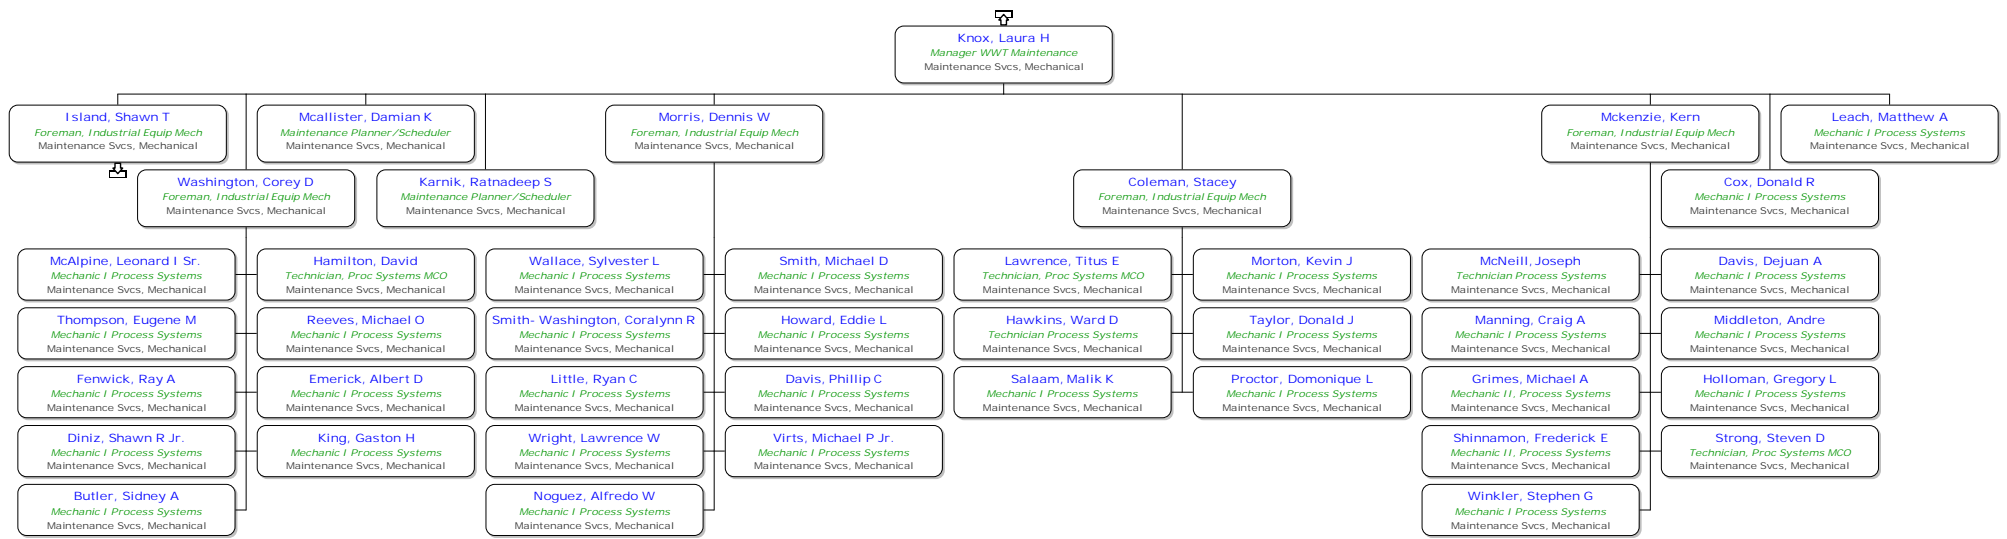 Knox, Laura H
Manager WWT Maintenance
Maintenance Svcs, Mechanical
Island, Shawn T
Foreman, Industrial Equip Mech
Maintenance Svcs, Mechanical
Mcallister, Damian K
Maintenance Planner/Scheduler
Maintenance Svcs, Mechanical
Morris, Dennis W
Foreman, Industrial Equip Mech
Maintenance Svcs, Mechanical
Mckenzie, Kern
Foreman, Industrial Equip Mech
Maintenance Svcs, Mechanical
Leach, Matthew A
Mechanic I Process Systems
Maintenance Svcs, Mechanical
Washington, Corey D
Foreman, Industrial Equip Mech
Maintenance Svcs, Mechanical
Karnik, Ratnadeep S
Maintenance Planner/Scheduler
Maintenance Svcs, Mechanical
Coleman, Stacey
Foreman, Industrial Equip Mech
Maintenance Svcs, Mechanical
Cox, Donald R
Mechanic I Process Systems
Maintenance Svcs, Mechanical
McAlpine, Leonard I Sr.
Mechanic I Process Systems
Maintenance Svcs, Mechanical
Hamilton, David
Technician, Proc Systems MCO
Maintenance Svcs, Mechanical
Wallace, Sylvester L
Mechanic I Process Systems
Maintenance Svcs, Mechanical
Smith, Michael D
Mechanic I Process Systems
Maintenance Svcs, Mechanical
Lawrence, Titus E
Technician, Proc Systems MCO
Maintenance Svcs, Mechanical
Morton, Kevin J
Mechanic I Process Systems
Maintenance Svcs, Mechanical
McNeill, Joseph
Technician Process Systems
Maintenance Svcs, Mechanical
Davis, Dejuan A
Mechanic I Process Systems
Maintenance Svcs, Mechanical
Thompson, Eugene M
Mechanic I Process Systems
Maintenance Svcs, Mechanical
Reeves, Michael O
Mechanic I Process Systems
Maintenance Svcs, Mechanical
Smith- Washington, Coralynn R
Mechanic I Process Systems
Maintenance Svcs, Mechanical
Howard, Eddie L
Mechanic I Process Systems
Maintenance Svcs, Mechanical
Hawkins, Ward D
Technician Process Systems
Maintenance Svcs, Mechanical
Taylor, Donald J
Mechanic I Process Systems
Maintenance Svcs, Mechanical
Manning, Craig A
Mechanic I Process Systems
Maintenance Svcs, Mechanical
Middleton, Andre
Mechanic I Process Systems
Maintenance Svcs, Mechanical
Fenwick, Ray A
Mechanic I Process Systems
Maintenance Svcs, Mechanical
Emerick, Albert D
Mechanic I Process Systems
Maintenance Svcs, Mechanical
Little, Ryan C
Mechanic I Process Systems
Maintenance Svcs, Mechanical
Davis, Phillip C
Mechanic I Process Systems
Maintenance Svcs, Mechanical
Salaam, Malik K
Mechanic I Process Systems
Maintenance Svcs, Mechanical
Proctor, Domonique L
Mechanic I Process Systems
Maintenance Svcs, Mechanical
Grimes, Michael A
Mechanic II, Process Systems
Maintenance Svcs, Mechanical
Holloman, Gregory L
Mechanic I Process Systems
Maintenance Svcs, Mechanical
Diniz, Shawn R Jr.
Mechanic I Process Systems
Maintenance Svcs, Mechanical
King, Gaston H
Mechanic I Process Systems
Maintenance Svcs, Mechanical
Wright, Lawrence W
Mechanic I Process Systems
Maintenance Svcs, Mechanical
Virts, Michael P Jr.
Mechanic I Process Systems
Maintenance Svcs, Mechanical
Shinnamon, Frederick E
Mechanic II, Process Systems
Maintenance Svcs, Mechanical
Strong, Steven D
Technician, Proc Systems MCO
Maintenance Svcs, Mechanical
Butler, Sidney A
Mechanic I Process Systems
Maintenance Svcs, Mechanical
Noguez, Alfredo W
Mechanic I Process Systems
Maintenance Svcs, Mechanical
Winkler, Stephen G
Mechanic I Process Systems
Maintenance Svcs, Mechanical